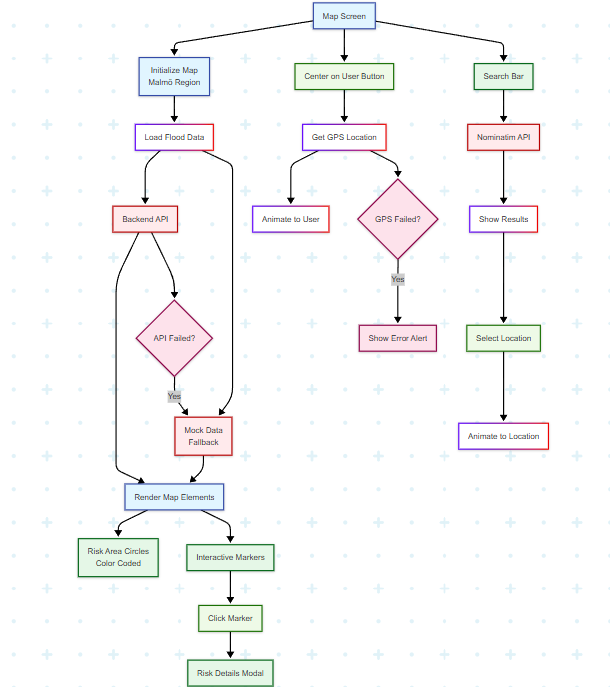 Map Screen
Initialize Map
Malmö Region
Center on User Button
Search Bar
Load Flood Data
Get GPS Location
Nominatim API
Backend API
Animate to User
GPS Failed?
Show Results
Yes
API Failed?
Show Error Alert
Select Location
Yes
Mock Data
Fallback
Animate to Location
Render Map Elements
Risk Area Circles
Color Coded
Interactive Markers
Click Marker
Risk Details Modal